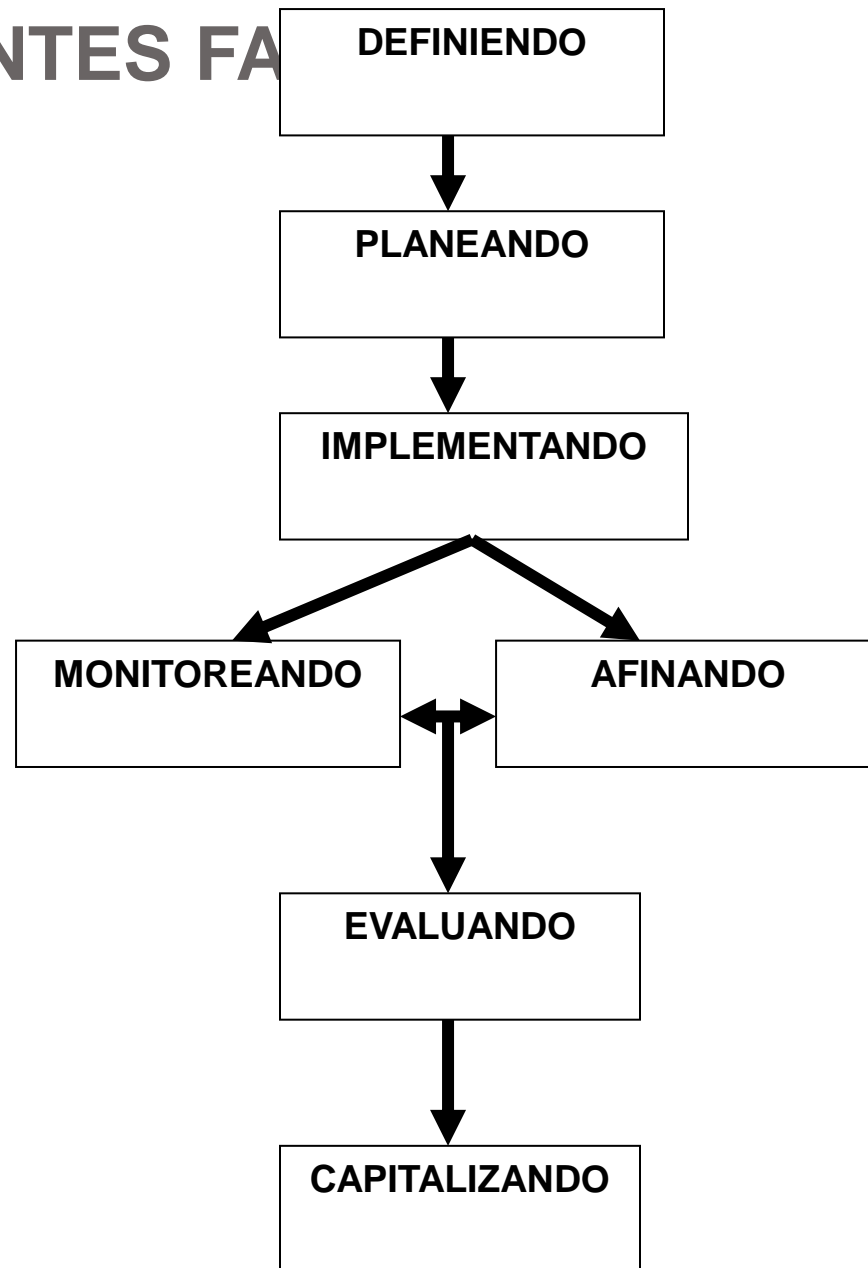 NTES FA
DEFINIENDO
PLANEANDO
IMPLEMENTANDO
MONITOREANDO
AFINANDO
EVALUANDO
CAPITALIZANDO